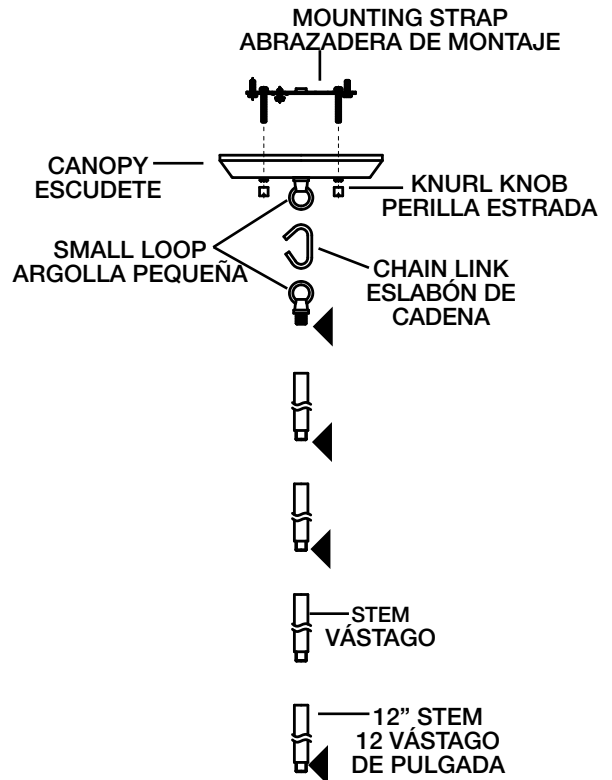 MOUNTING STRAP
ABRAZADERA DE MONTAJE
CANOPY
ESCUDETE
KNURL KNOB
PERILLA ESTRADA
SMALL LOOP
ARGOLLA PEQUEÑA
CHAIN LINK
ESLABÓN DE
CADENA
STEM
VÁSTAGO
12” STEM
12 VÁSTAGO
DE PULGADA